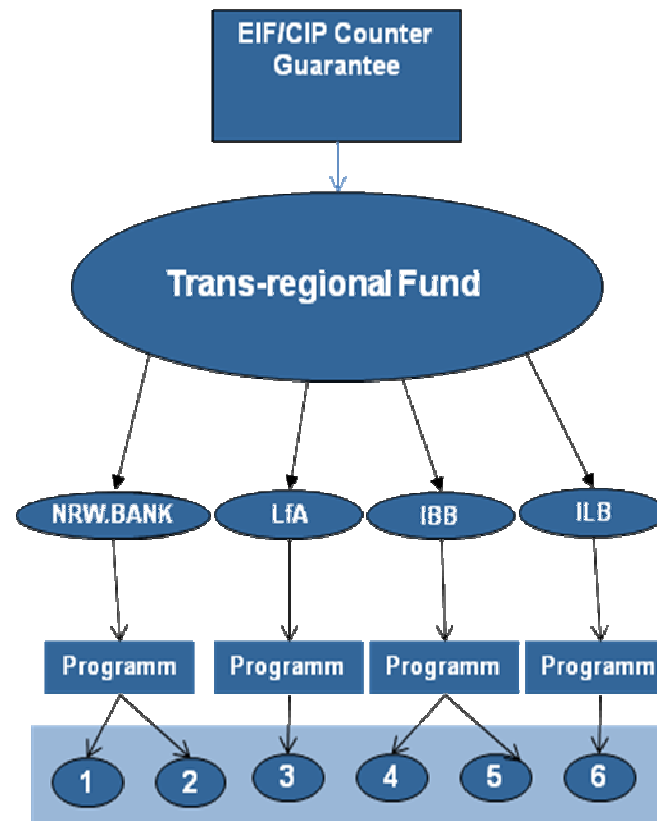 EIF/CIP Counter
Guarantee
Trans-regional Fund
NRW.BANK
LfA
IBB
ILB
Programm
Programm
Programm
Programm
1
2
3
4
5
6